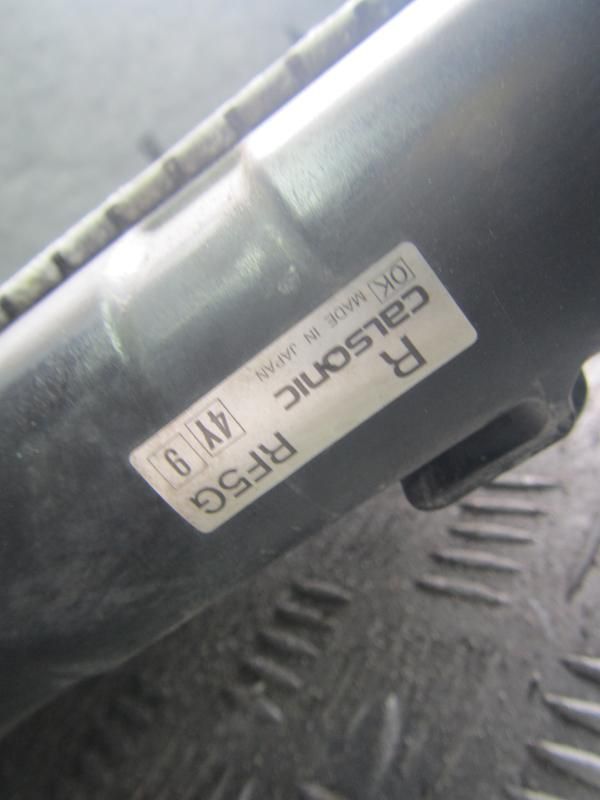 R RF5G
calsonic 4Y 9
OK MADE IN JAPAN